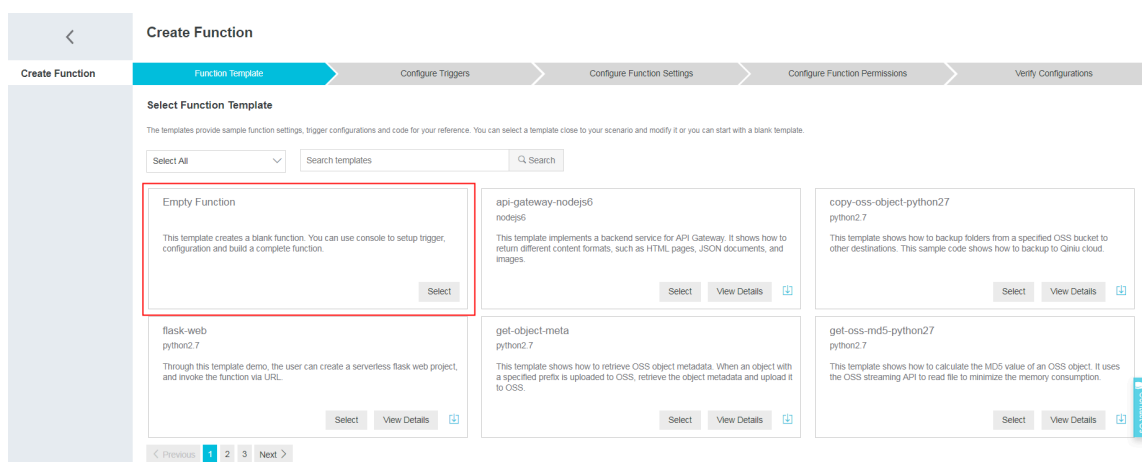 Create Function
Create Function
Function Template
Configure Triggers
Configure Function Settings
Configure Function Permissions
Verify Configurations
Select Function Template
The templates provide sample function settings, trigger configurations and code for your reference. You can select a template close to your scenario and modify it or you can start with a blank template.
Select All
Search templates
Search
Empty Function
This template creates a blank function. You can use console to setup trigger,
configuration and build a complete function.
Select
api-gateway-nodejs6
nodejs6
This template implements a backend service for API Gateway. It shows how to
return different content formats, such as HTML pages, JSON documents, and
images.
Select View Details
copy-oss-object-python27
python2.7
This template shows how to backup folders from a specified OSS bucket to
other destinations. This sample code shows how to backup to Qiniu cloud.
Select View Details
flask-web
python2.7
Through this template demo, the user can create a serverless flask web project,
and invoke the function via URL.
Select View Details
get-object-meta
python2.7
This template shows how to retrieve OSS object metadata. When an object with
a specified prefix is uploaded to OSS, retrieve the object metadata and upload it
to OSS.
Select View Details
get-oss-md5-python27
python2.7
This template shows how to calculate the MD5 value of an OSS object. It uses
the OSS streaming API to read file to minimize the memory consumption.
Select View Details
< Previous 1 2 3 Next >